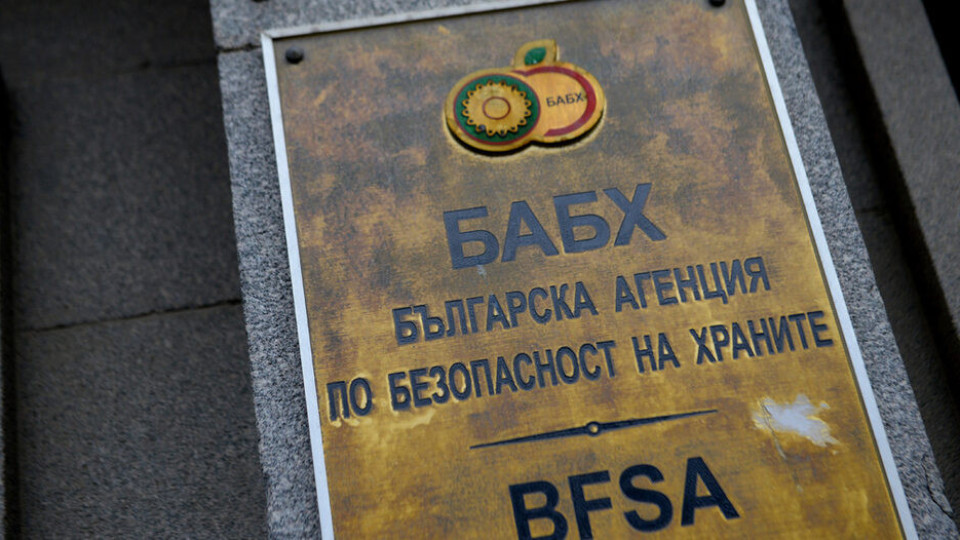 БАБХ
БАБХ
БЪЛГАРСКА АГЕНЦИЯ
ПО БЕЗОПАСНОСТ НА ХРАНИТЕ
BFSA